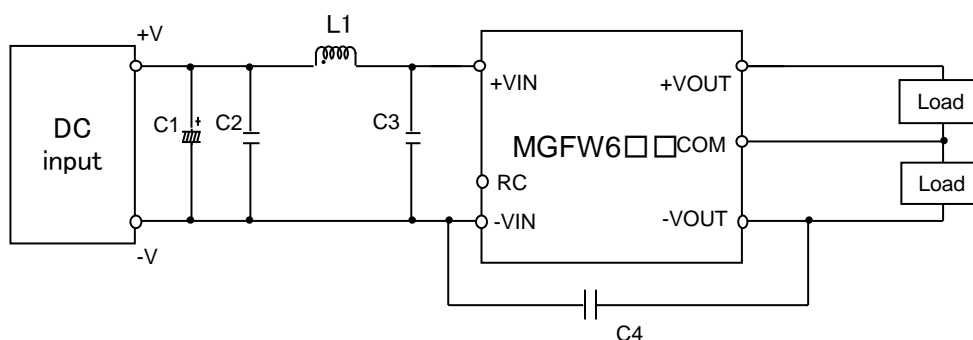 +V
L1
DC
input
C1
+
C2
C3
+VIN
+VOUT
Load
MGFW6□□
COM
RC
Load
-VIN
-VOUT
-V
C4